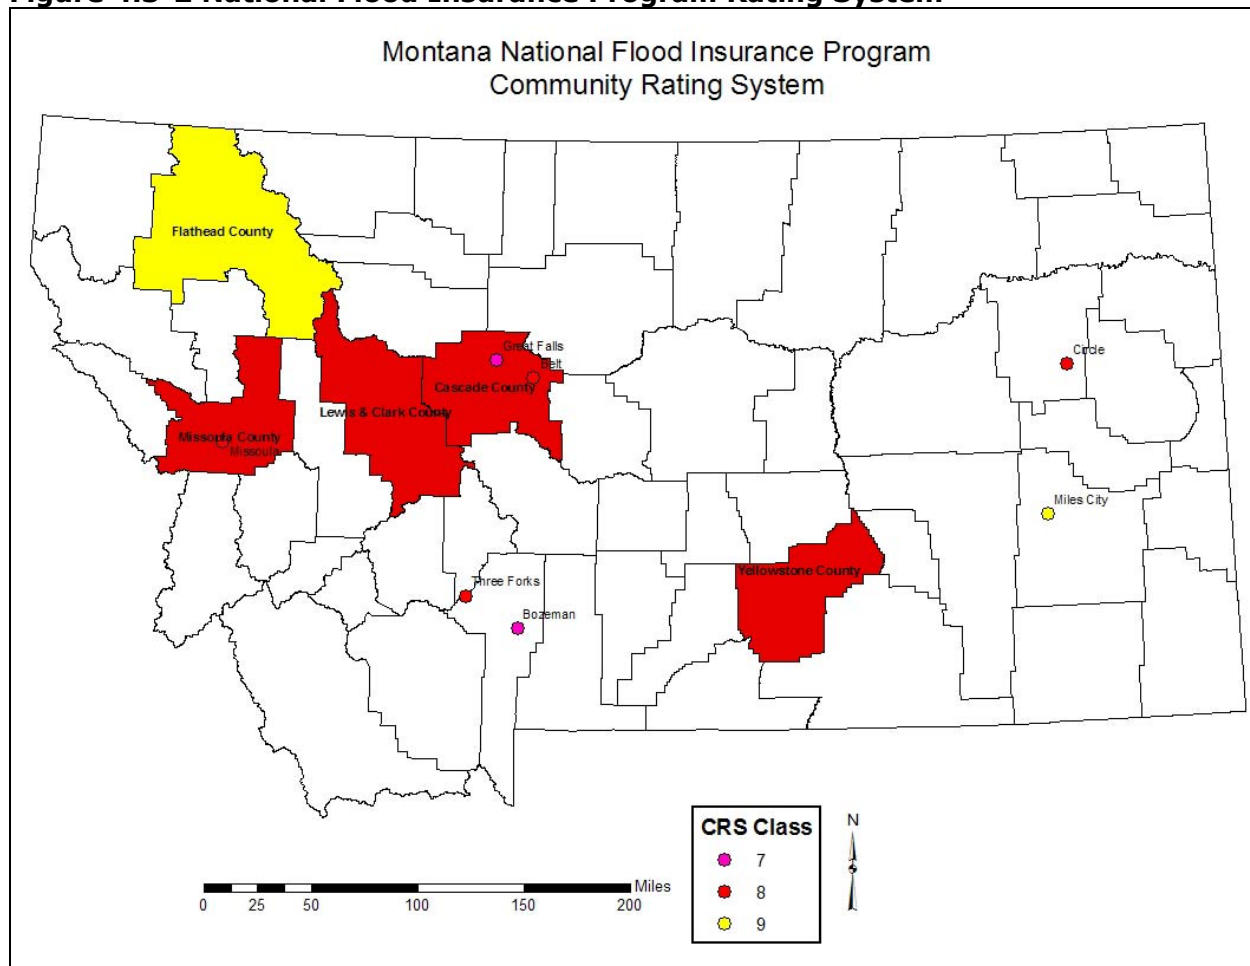 Figure 4.3-2 National Flood Insurance Program Rating System
Montana National Flood Insurance Program
Community Rating System
Flathead County
Great Falls
Belt
Circle
Cascade County
Lewis & Clark County
Missoula County
Missoula
Miles City
Yellowstone County
Three Forks
Bozeman
CRS Class
7
8
9
N
Miles
0 25 50 100 150 200